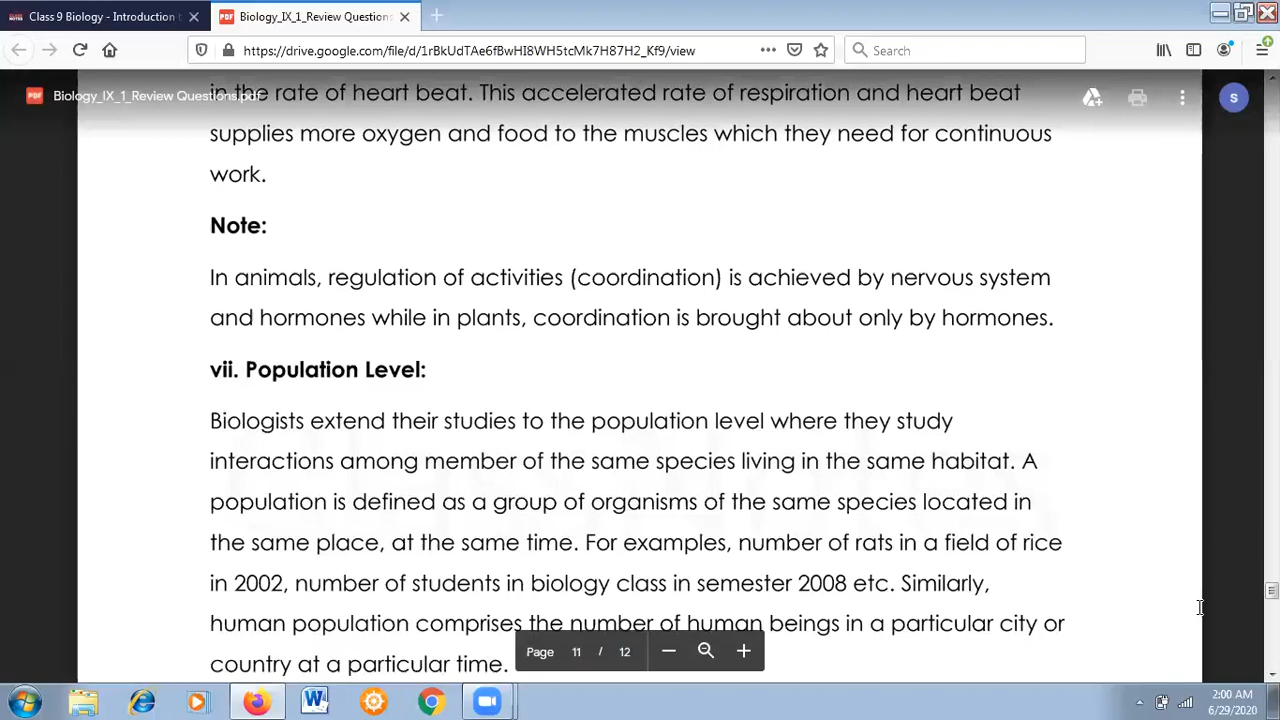 Class 9 Biology - Introduction t
Biology_IX_1_Review Questions.
https://drive.google.com/file/d/1rBkUdTAe6fBwHI8WH5tcMk7H87H2_Kf9/view
Search
in the rate of heart beat. This accelerated rate of respiration and heart beat
Biology_IX_1_Review Questions.pdf
S
supplies more oxygen and food to the muscles which they need for continuous
work.
Note:
In animals, regulation of activities (coordination) is achieved by nervous system
and hormones while in plants, coordination is brought about only by hormones.
vii. Population Level:
Biologists extend their studies to the population level where they study
interactions among member of the same species living in the same habitat. A
population is defined as a group of organisms of the same species located in
the same place, at the same time. For examples, number of rats in a field of rice
in 2002, number of students in biology class in semester 2008 etc. Similarly,
human population comprises the number of human beings in a particular city or
country at a particular time.
Page 11 / 12
2:00 AM
6/29/2020